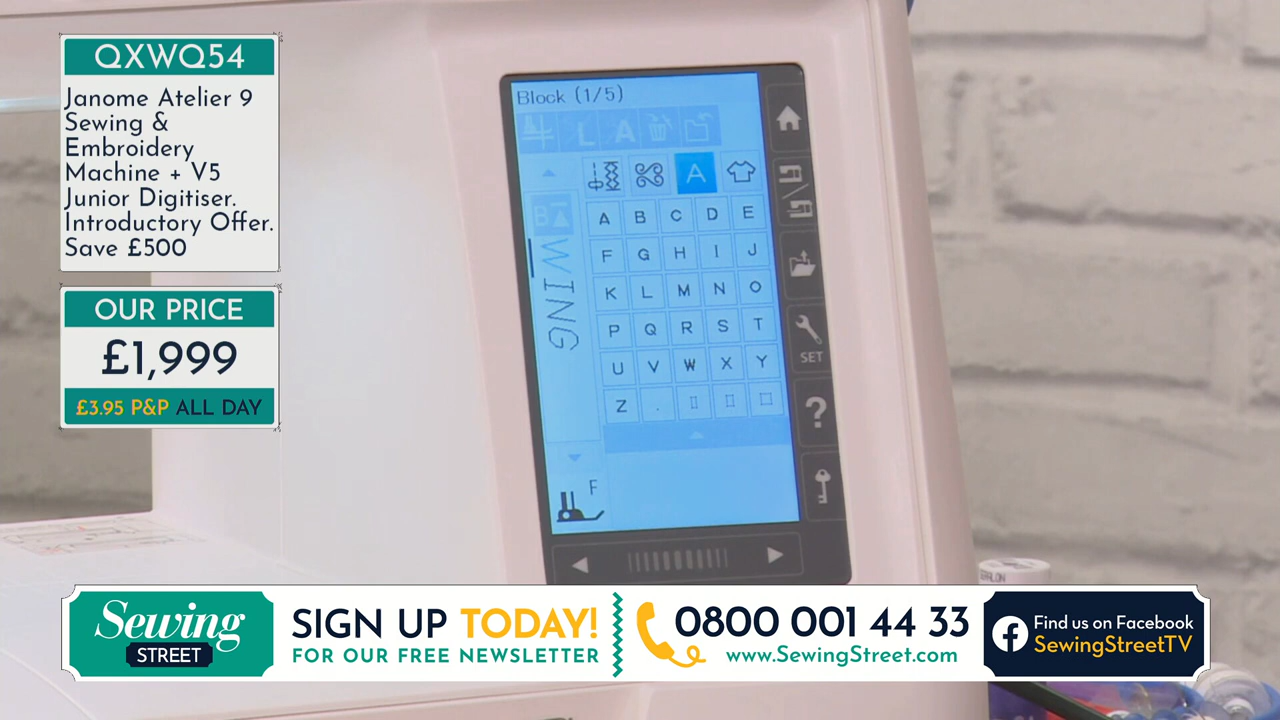 QXWQ54
Janome Atelier 9
Sewing &
Embroidery
Machine + V5
Junior Digitiser.
Introductory Offer.
Save £500
OUR PRICE
£1,999
£3.95 P&P ALL DAY
Block (1/5)
L A
A
WING
A B C D E
F G H I J
K L M N O
P Q R S T
U V W X Y
Z .
F
SET
?
Sewing
STREET
SIGN UP TODAY!
FOR OUR FREE NEWSLETTER
0800 001 44 33
www.SewingStreet.com
Find us on Facebook
SewingStreetTV